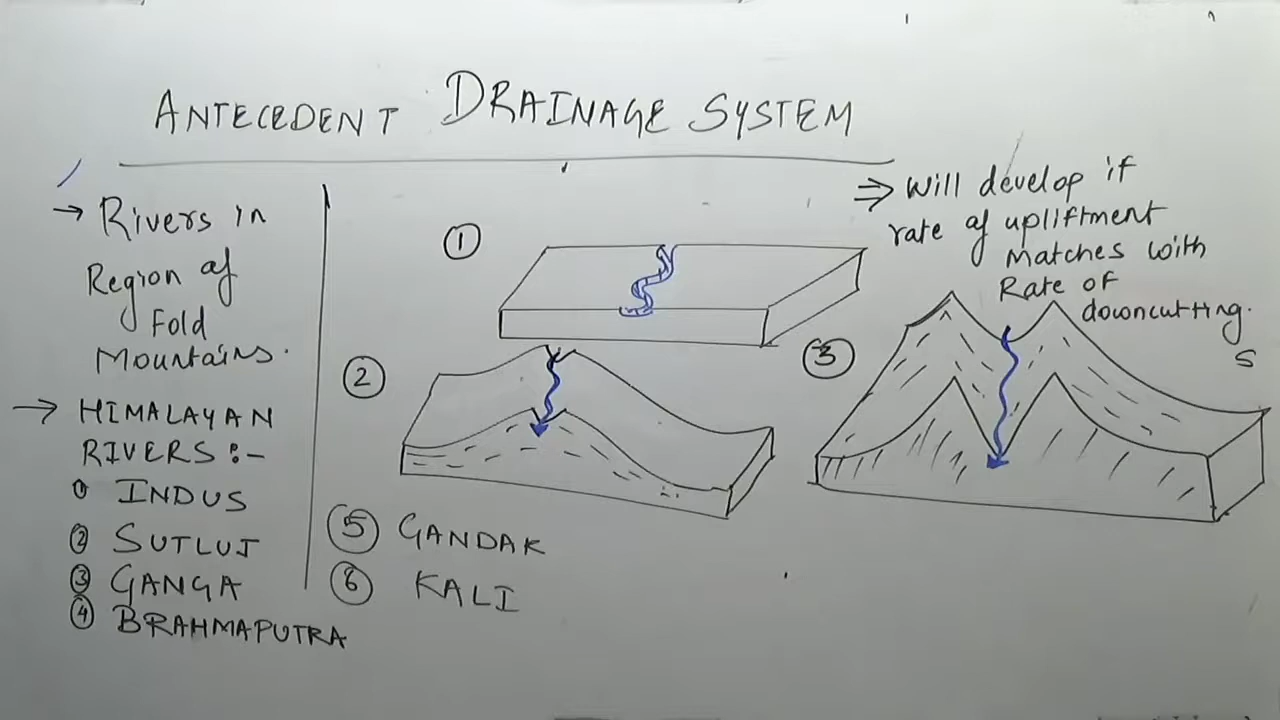 ANTECEDENT DRAINAGE SYSTEM
→ Rivers in
Region of
Fold
Mountains.
→ HIMALAYAN
RIVERS:-
① INDUS
② SUTLUJ
③ GANGA
④ BRAHMAPUTRA
⑤ GANDAK
⑥ KALI
①
②
③
⇒ Will develop if
rate of upliftment
matches with
Rate of
downcutting.
S